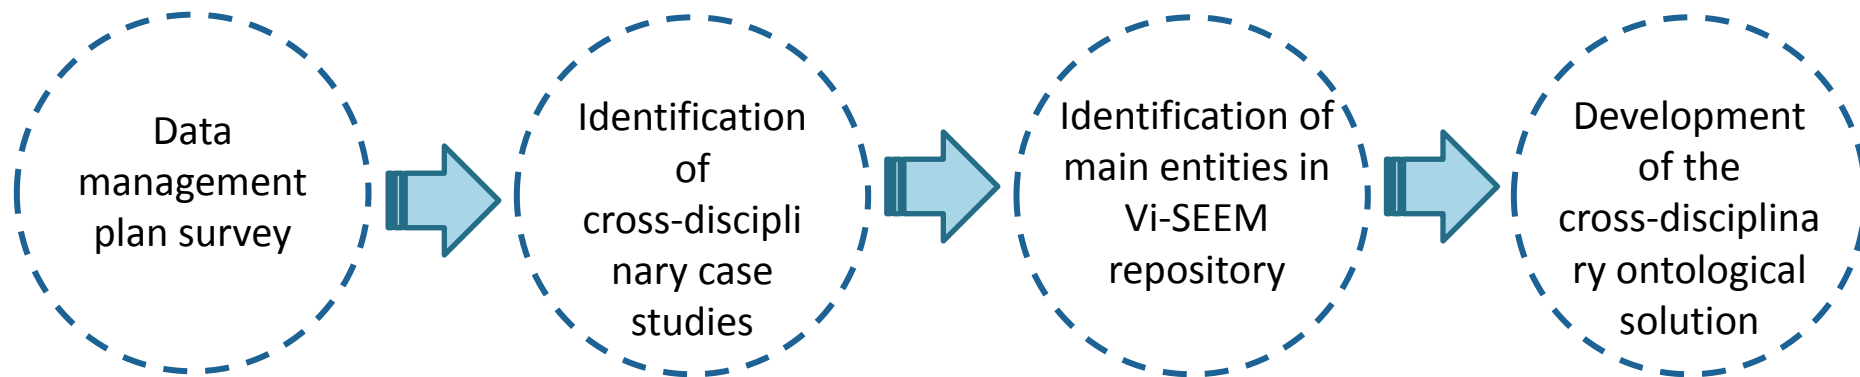 Data
management
plan survey
Identification
of
cross-discipli
nary case
studies
Identification of
main entities in
Vi-SEEM
repository
Development
of the
cross-disciplina
ry ontological
solution